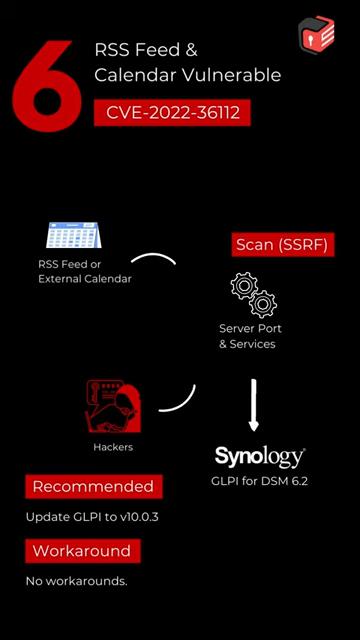 6
RSS Feed &
Calendar Vulnerable
CVE-2022-36112
RSS Feed or
External Calendar
Scan (SSRF)
Server Port
& Services
Hackers
Synology
GLPI for DSM 6.2
Recommended
Update GLPI to v10.0.3
Workaround
No workarounds.